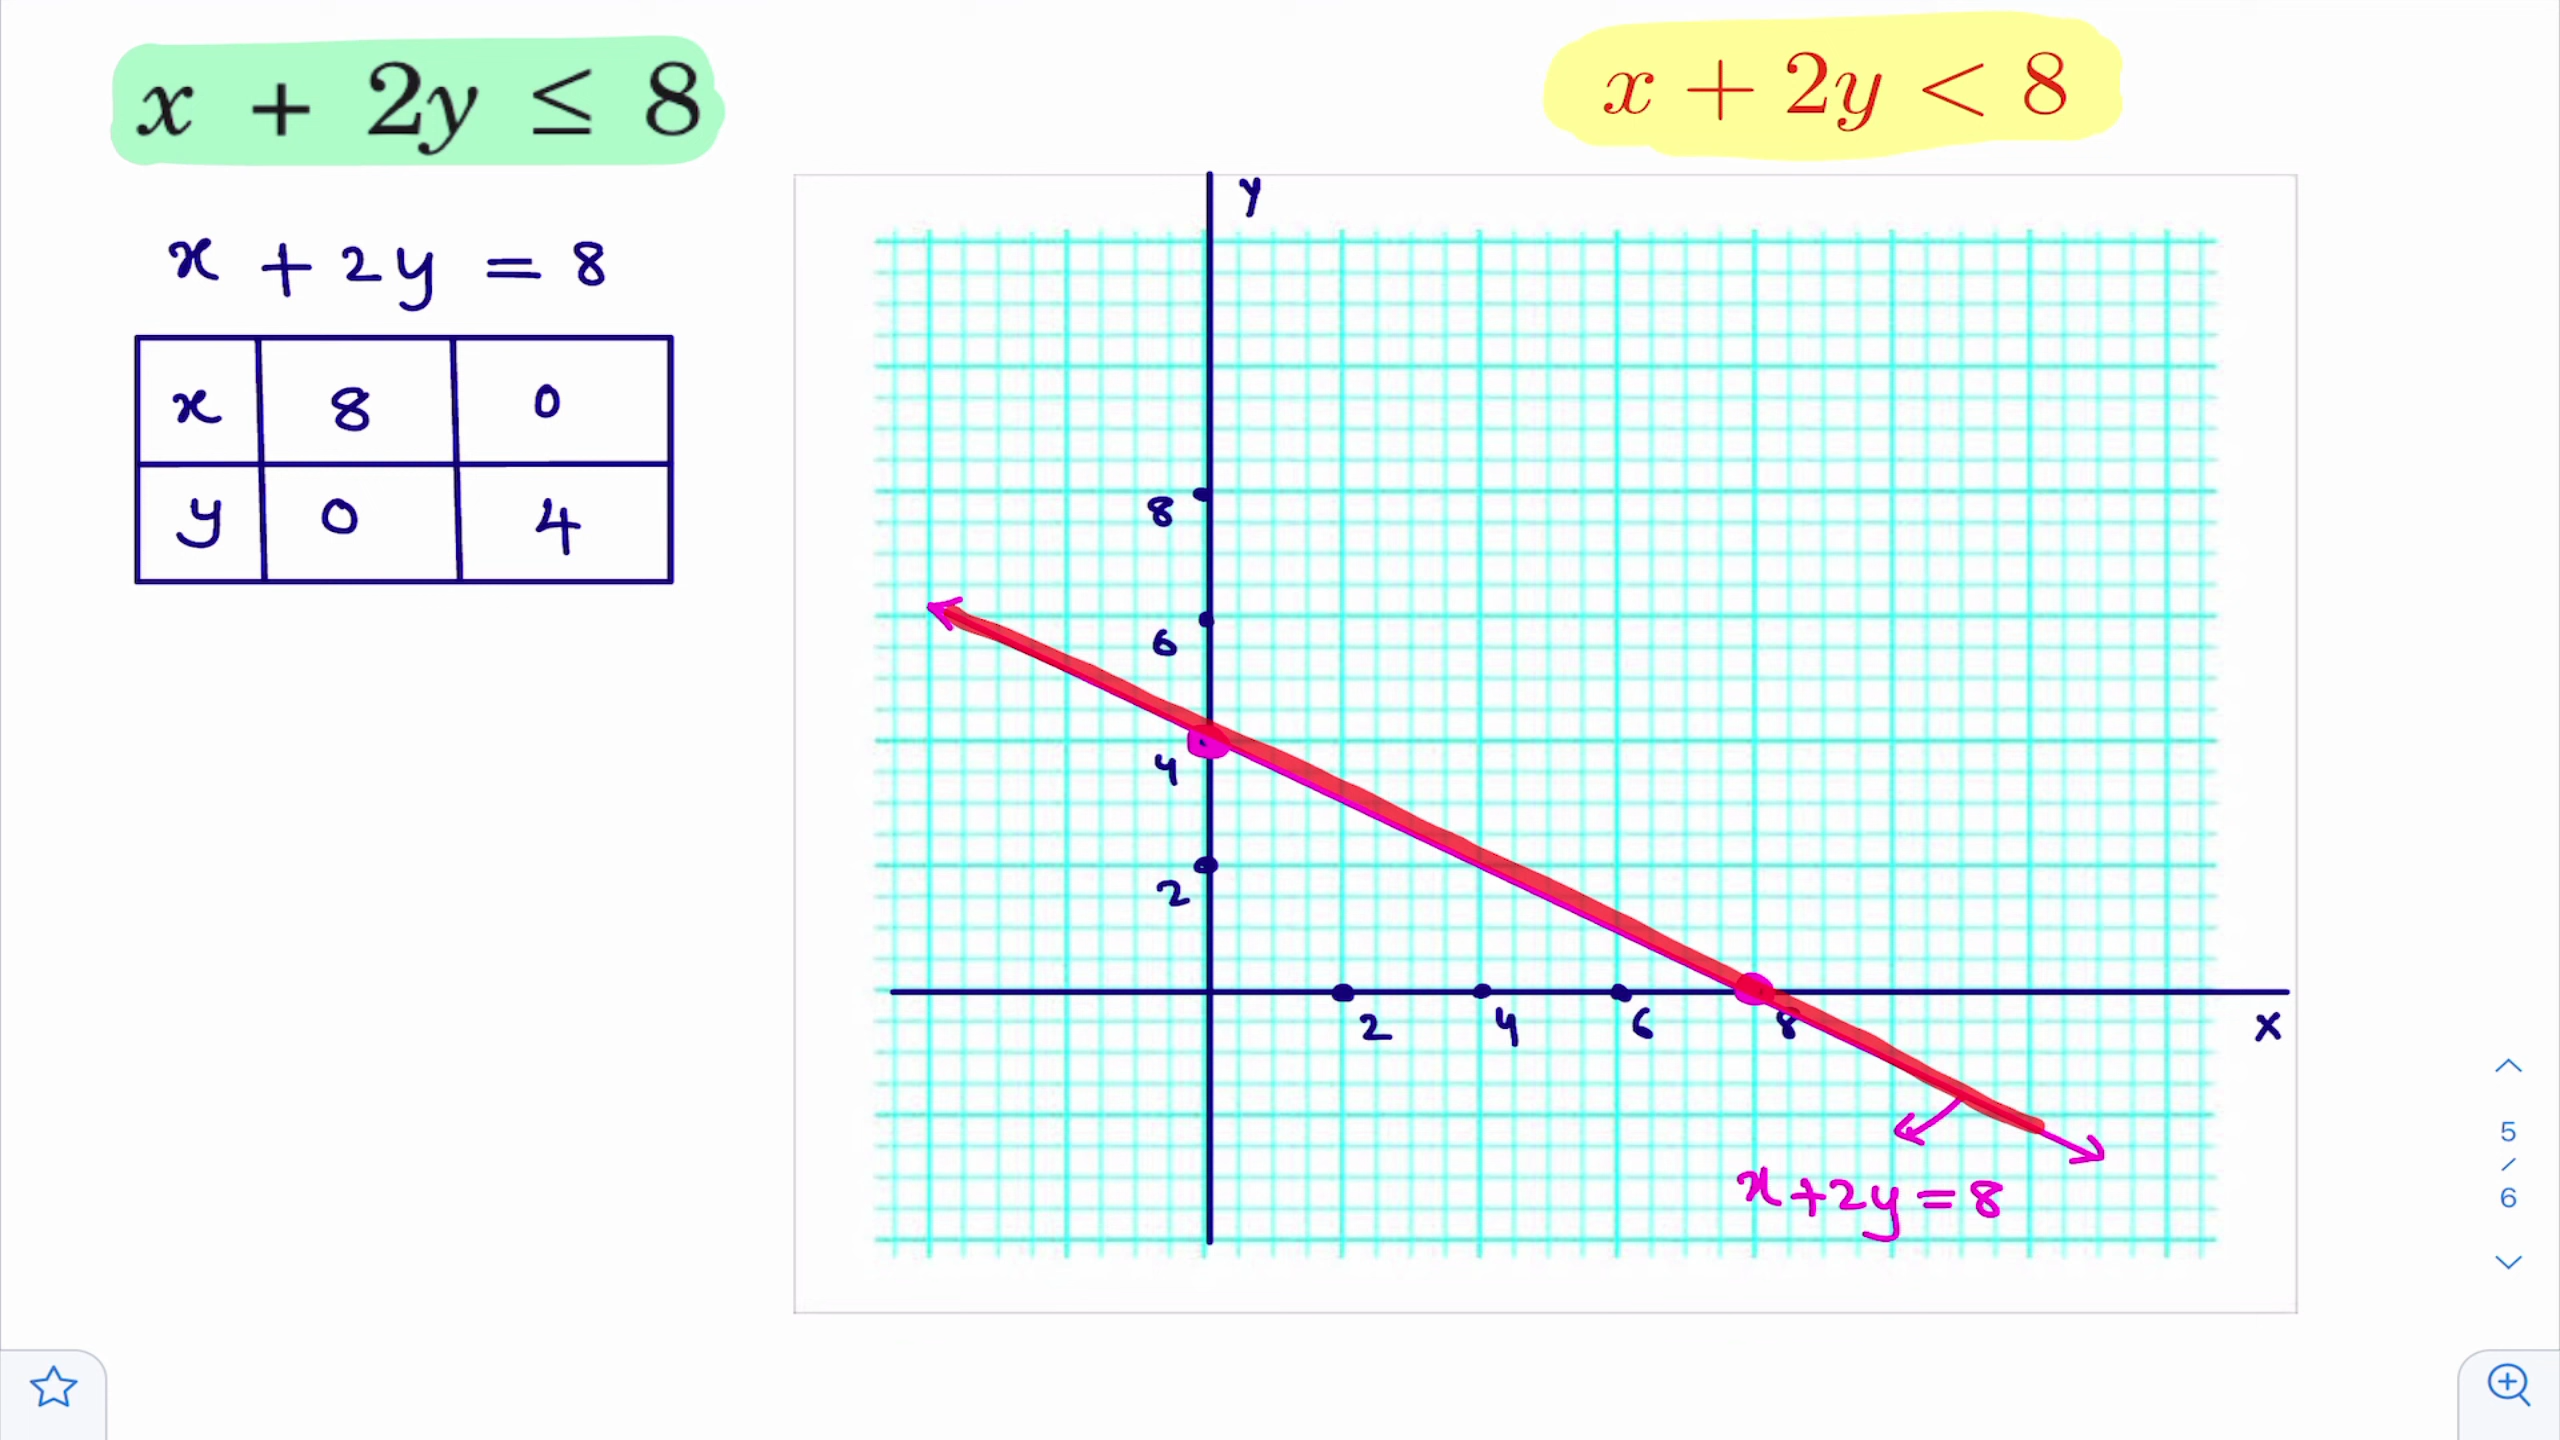 x + 2y ≤ 8
x + 2y < 8
x + 2y = 8
x 8 0
y 0 4
y
8
6
4
2
2 4 6 8 x
x+2y=8
5
/
6